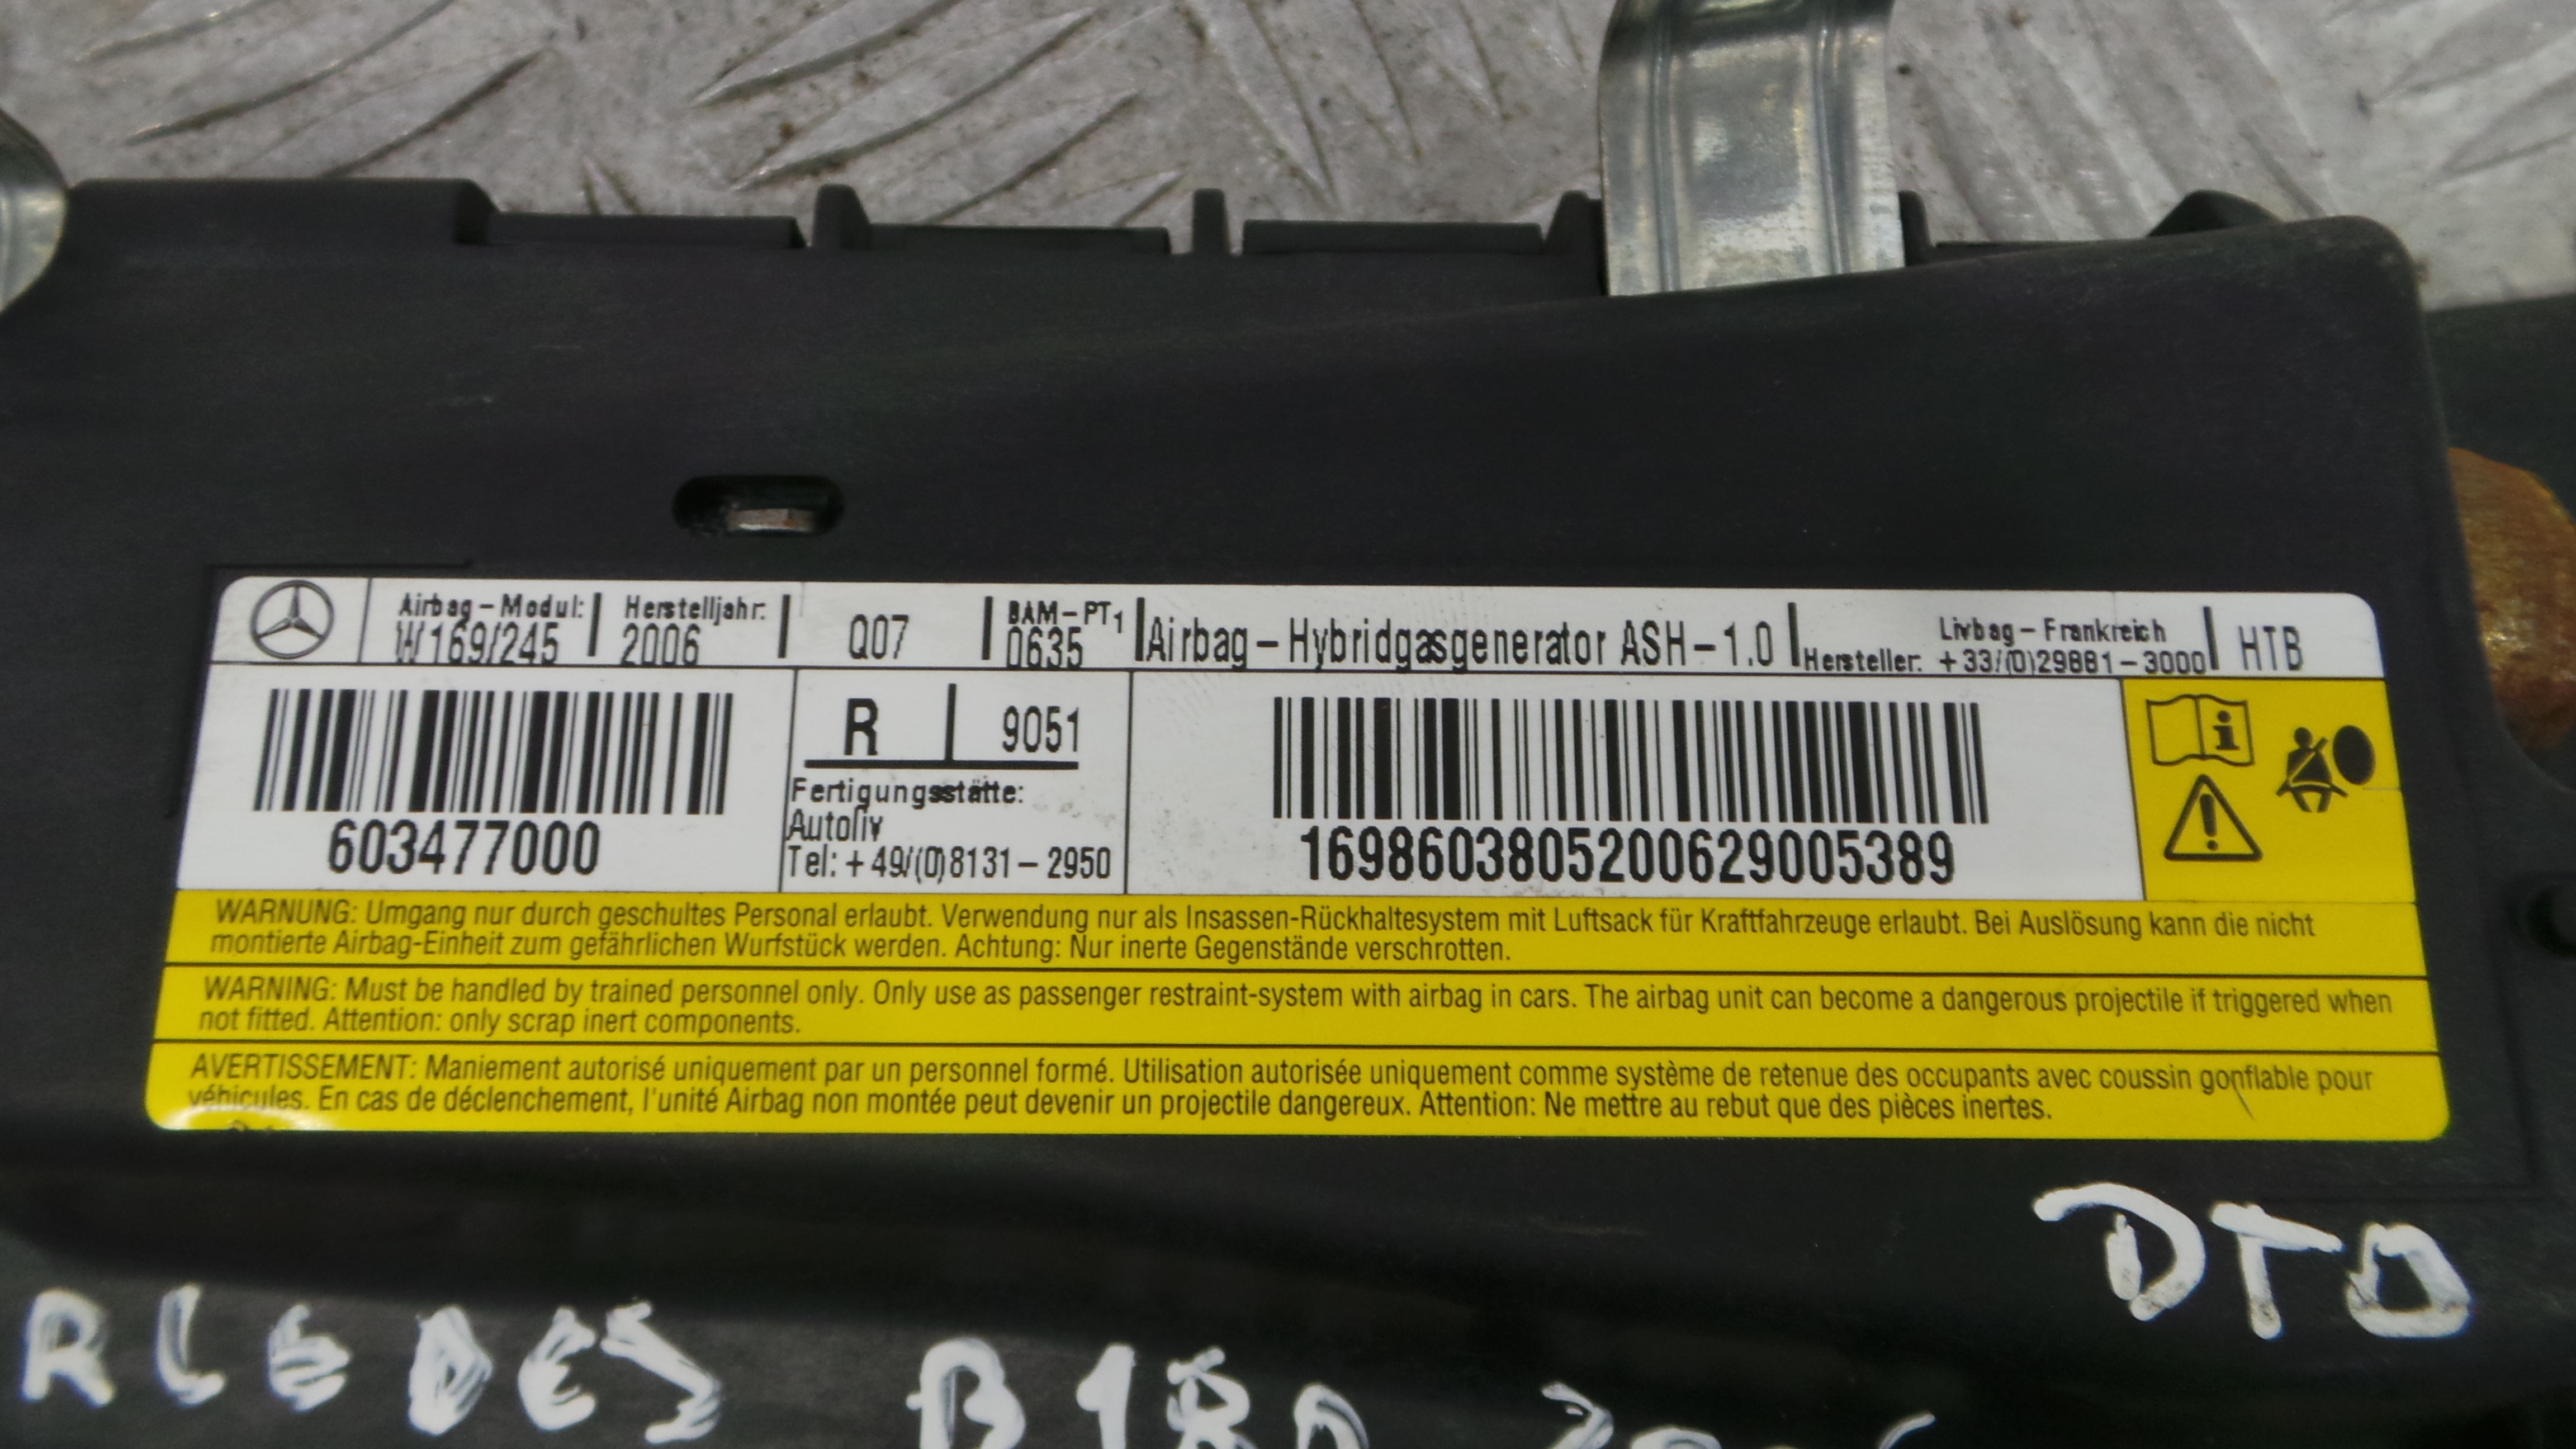 Airbag-Modul:
W169/245
Herstelljahr:
2006
Q07
BAM-PT1
0635
Airbag-Hybridgasgenerator ASH-1.0
Livbag-Frankreich
Hersteller: +33/(0)29881-3000
HTB
603477000
R | 9051
Fertigungsstätte:
Autoliv
Tel: +49/(0)8131-2950
1698603805200629005389
WARNUNG: Umgang nur durch geschultes Personal erlaubt. Verwendung nur als Insassen-Rückhaltesystem mit Luftsack für Kraftfahrzeuge erlaubt. Bei Auslösung kann die nicht
montierte Airbag-Einheit zum gefährlichen Wurfstück werden. Achtung: Nur inerte Gegenstände verschrotten.
WARNING: Must be handled by trained personnel only. Only use as passenger restraint-system with airbag in cars. The airbag unit can become a dangerous projectile if triggered when
not fitted. Attention: only scrap inert components.
AVERTISSEMENT: Maniement autorisé uniquement par un personnel formé. Utilisation autorisée uniquement comme système de retenue des occupants avec coussin gonflable pour
véhicules. En cas de déclenchement, l'unité Airbag non montée peut devenir un projectile dangereux. Attention: Ne mettre au rebut que des pièces inertes.
DTO
RCEDES B180